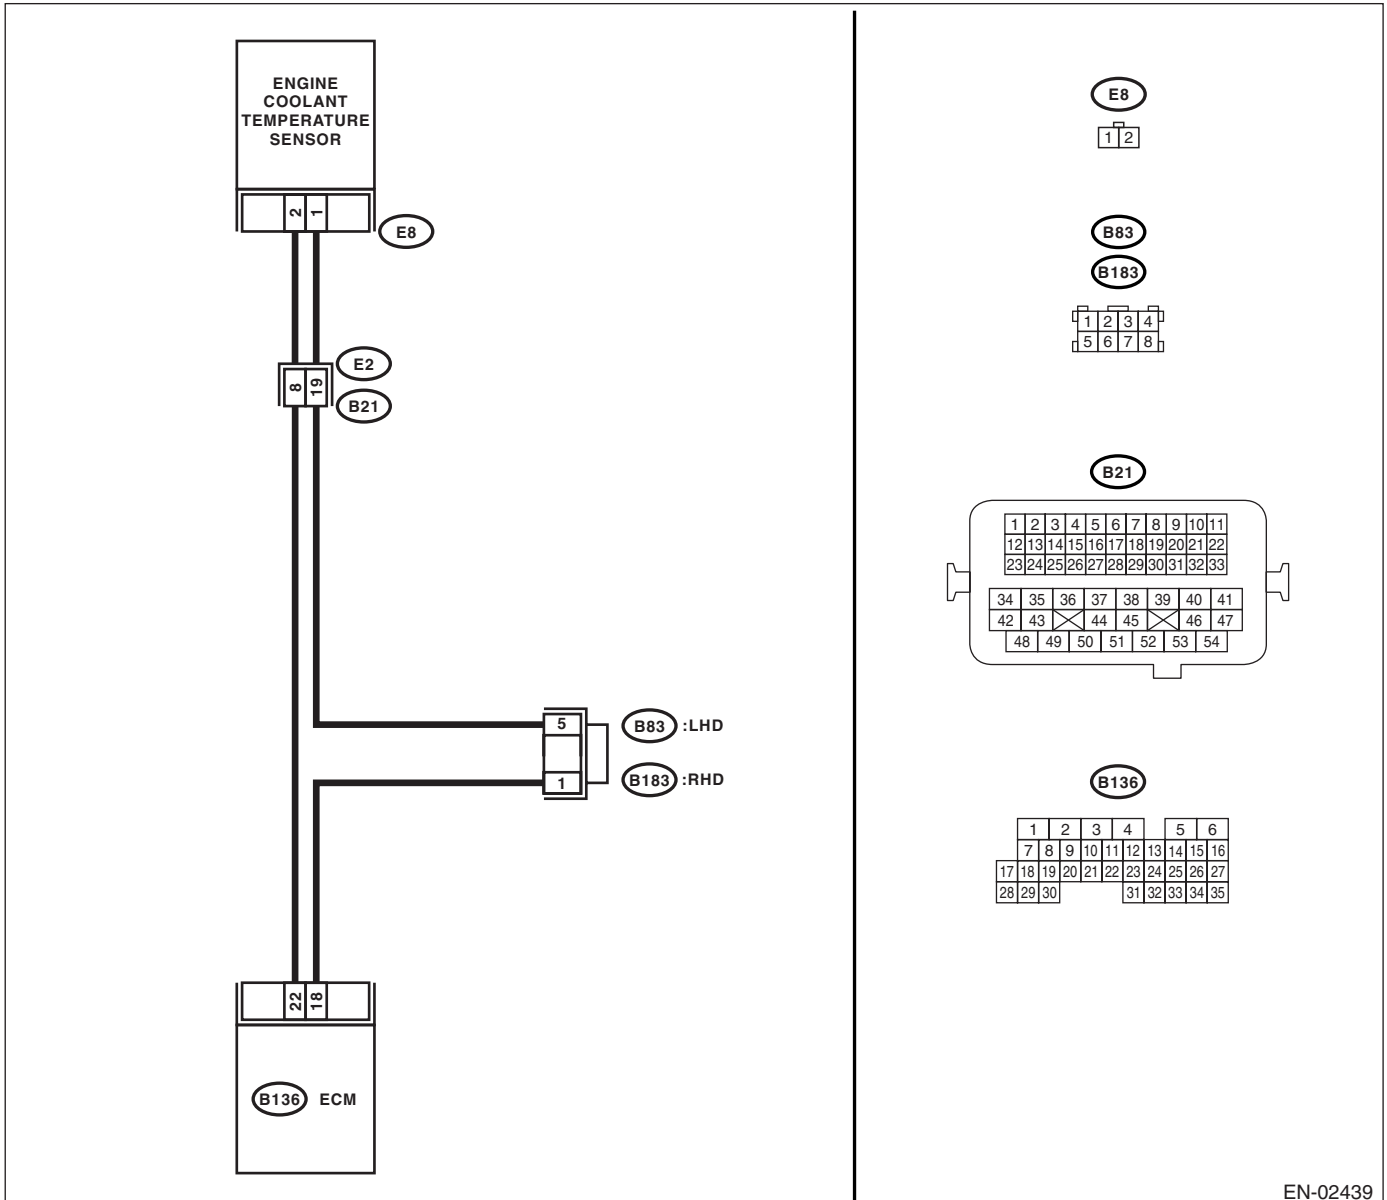 ENGINE
COOLANT
TEMPERATURE
SENSOR
2 1
E8
E2
8 19
B21
5
B83 :LHD
1
B183 :RHD
22 18
B136 ECM
E8
1 2
B83
B183
1 2 3 4
5 6 7 8
B21
1 2 3 4 5 6 7 8 9 10 11
12 13 14 15 16 17 18 19 20 21 22
23 24 25 26 27 28 29 30 31 32 33
34 35 36 37 38 39 40 41
42 43 44 45 46 47
48 49 50 51 52 53 54
B136
1 2 3 4 5 6
7 8 9 10 11 12 13 14 15 16
17 18 19 20 21 22 23 24 25 26 27
28 29 30 31 32 33 34 35
EN-02439